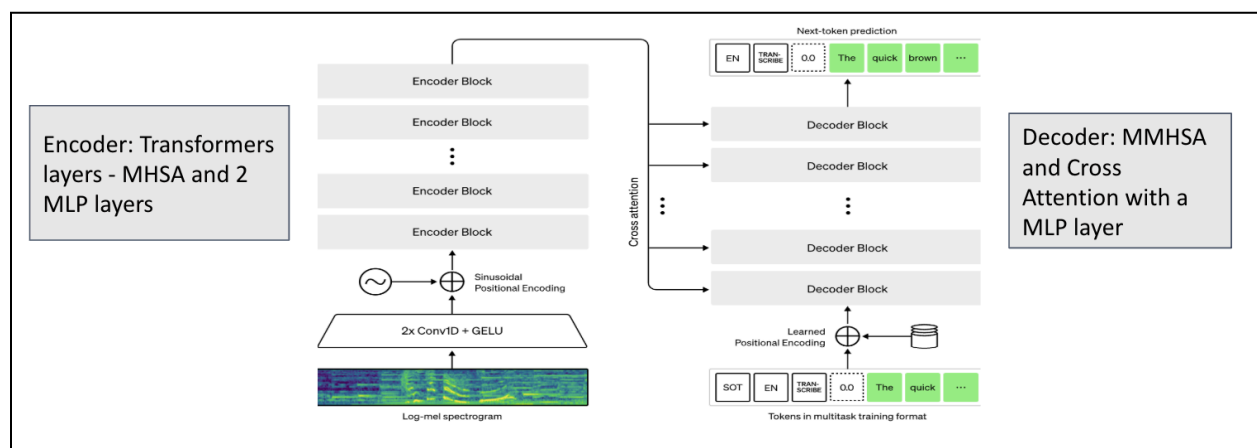 Encoder: Transformers
layers - MHSA and 2
MLP layers
Encoder Block
Encoder Block
Encoder Block
Encoder Block
Sinusoidal
Positional Encoding
2x Conv1D + GELU
Log-mel spectrogram
Cross attention
Next-token prediction
EN
TRAN-
SCRIBE
0.0
The
quick
brown
...
Decoder Block
Decoder Block
Decoder Block
Decoder Block
Learned
Positional Encoding
SOT
EN
TRAN-
SCRIBE
0.0
The
quick
...
Tokens in multitask training format
Decoder: MMHSA
and Cross
Attention with a
MLP layer